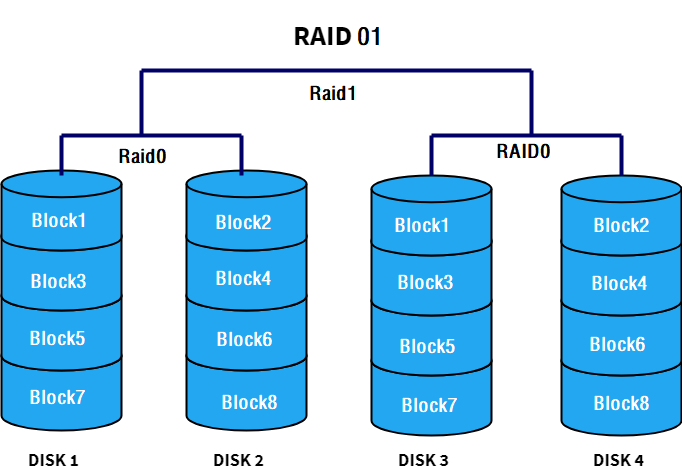 RAID 01
Raid1
Raid0
RAID0
Block1
Block3
Block5
Block7
DISK 1
Block2
Block4
Block6
Block8
DISK 2
Block1
Block3
Block5
Block7
DISK 3
Block2
Block4
Block6
Block8
DISK 4